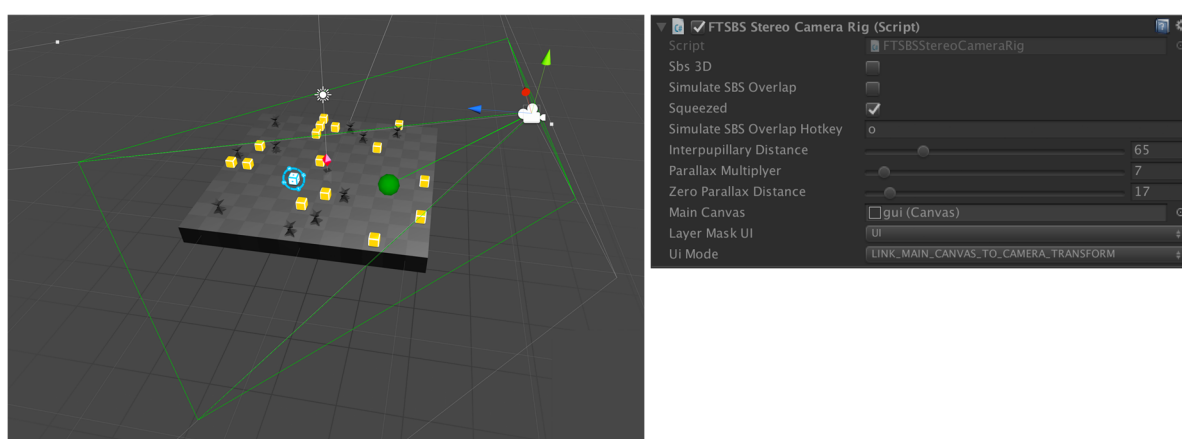 FTSBS Stereo Camera Rig (Script)
Script FTSBSStereoCameraRig
Sbs 3D
Simulate SBS Overlap
Squeezed
Simulate SBS Overlap Hotkey o
Interpupillary Distance 65
Parallax Multiplyer 7
Zero Parallax Distance 17
Main Canvas gui (Canvas)
Layer Mask UI UI
Ui Mode LINK_MAIN_CANVAS_TO_CAMERA_TRANSFORM